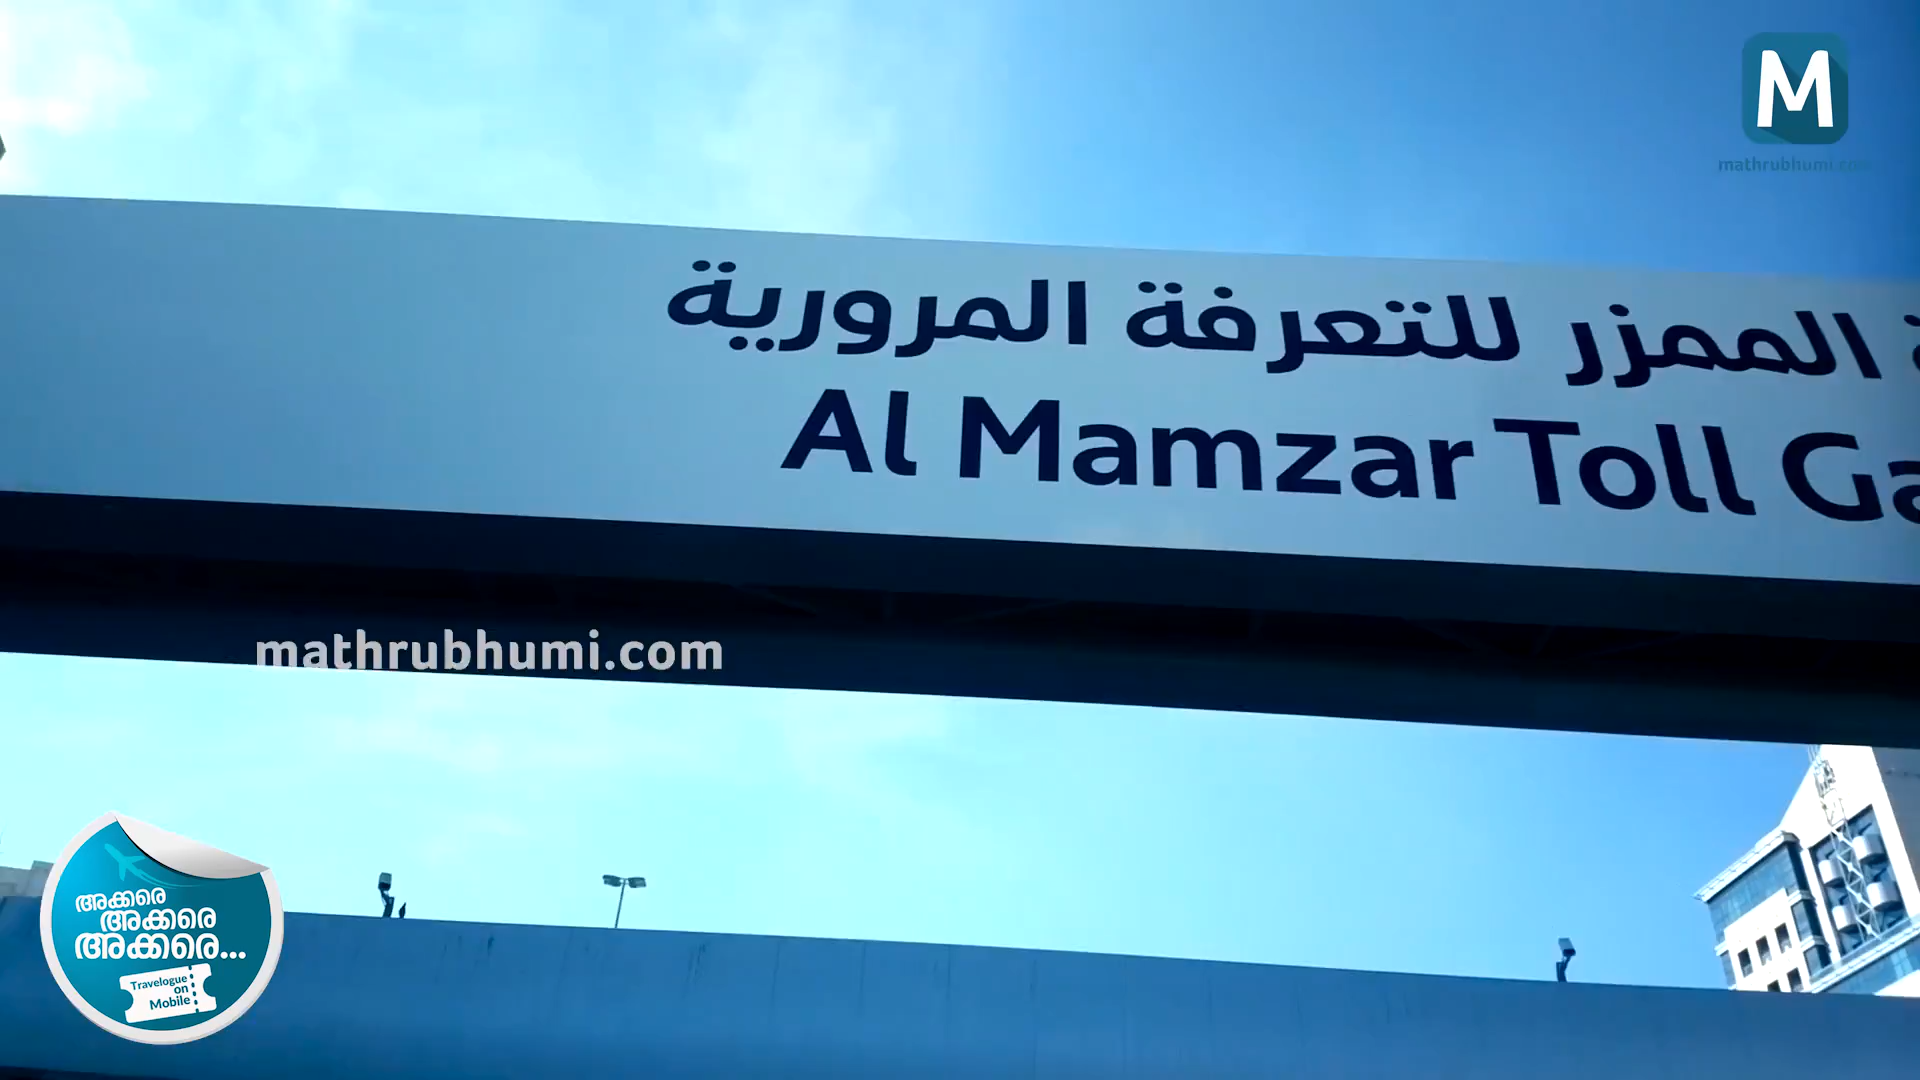 M
mathrubhumi.com
الممزر للتعرفة المرورية
Al Mamzar Toll
mathrubhumi.com
അക്കരെ
അക്കരെ
അക്കരെ...
Travelogue
on
Mobile